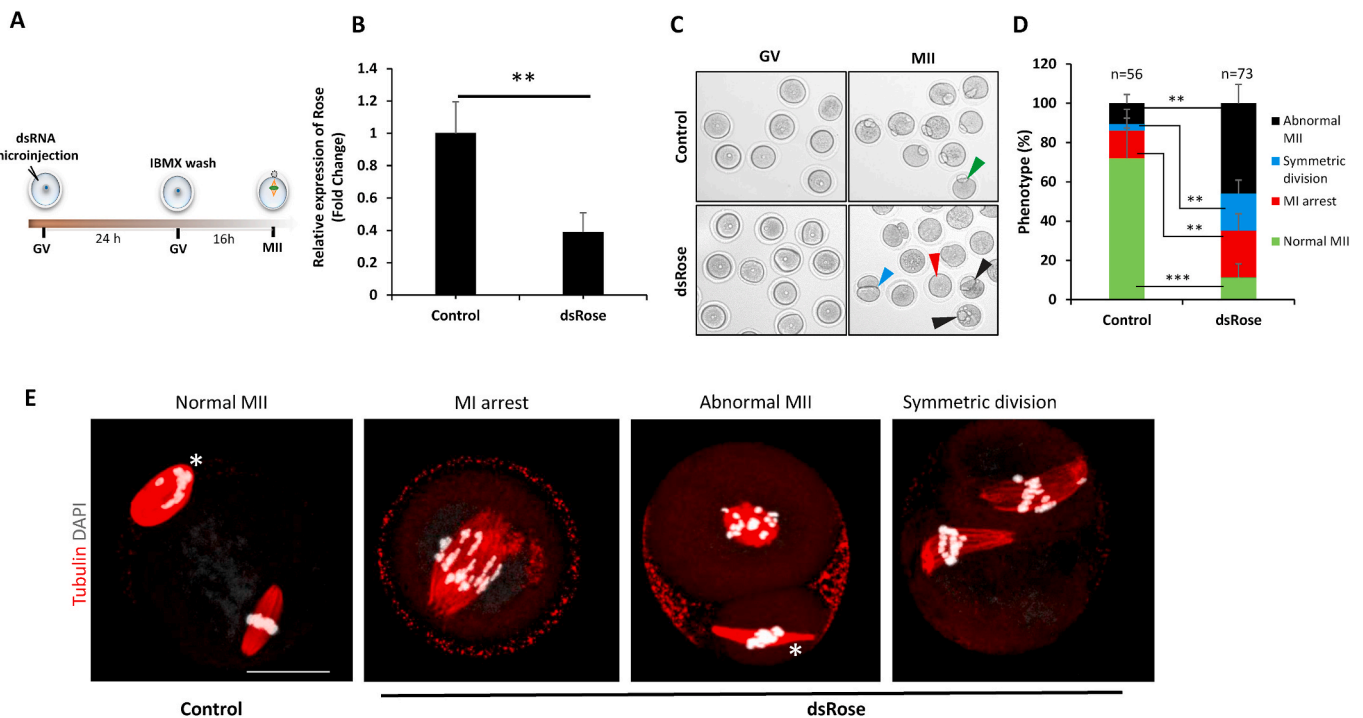 A
dsRNA
nicroinjection
IBMX wash
24 h
16h
GV
GV
MII
B
Relative expression of Rose
(Fold Change)
1.4
1.2
1
0.8
0.6
0.4
0.2
0
**
Control
dsRose
C
GV
MII
Control
dsRose
D
Phenotype (%)
120
100
80
60
40
20
0
n=56
n=73
**
**
**
***
Control
dsRose
Abnormal
MII
Symmetric
division
MI arrest
Normal MII
E
Normal MII
MI arrest
Abnormal MII
Symmetric division
Tubulin DAPI
*
*
Control
dsRose